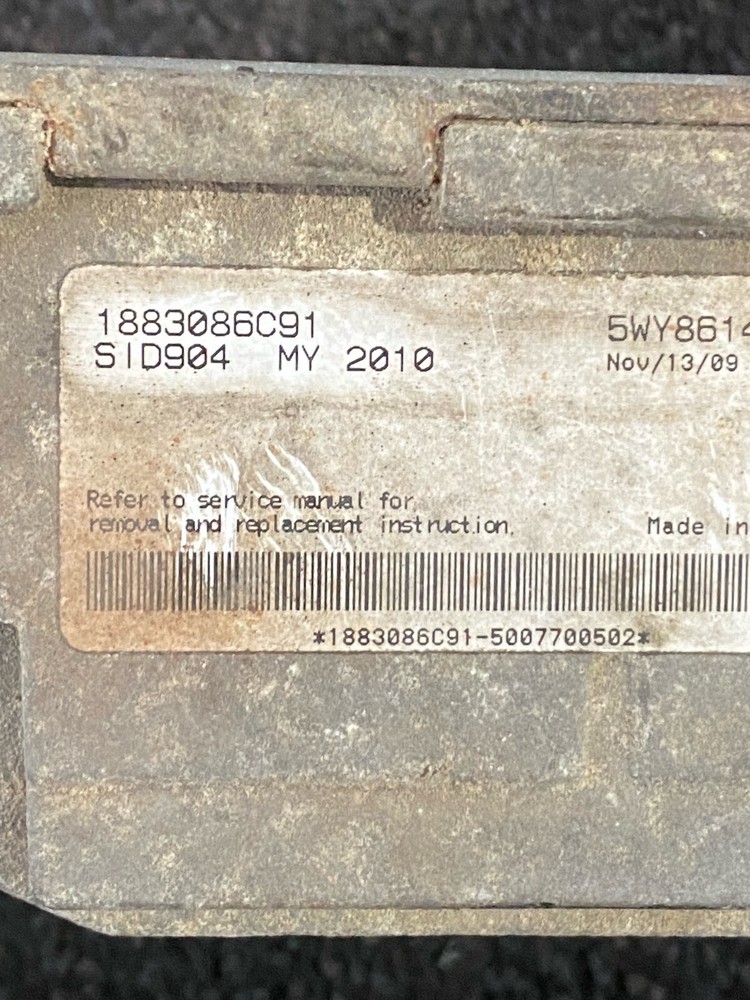 1883086C91
SID904 MY 2010
5WY8614
Nov/13/09
Refer to service manual for
removal and replacement instruction.
Made in
*1883086C91-5007700502*